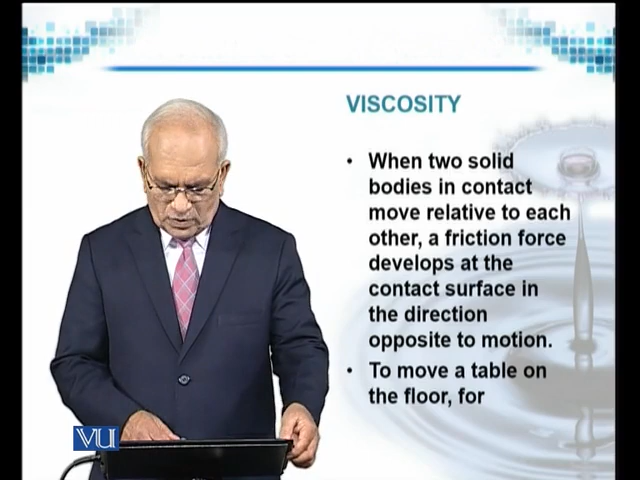 VISCOSITY
• When two solid
bodies in contact
move relative to each
other, a friction force
develops at the
contact surface in
the direction
opposite to motion.
• To move a table on
the floor, for
VU